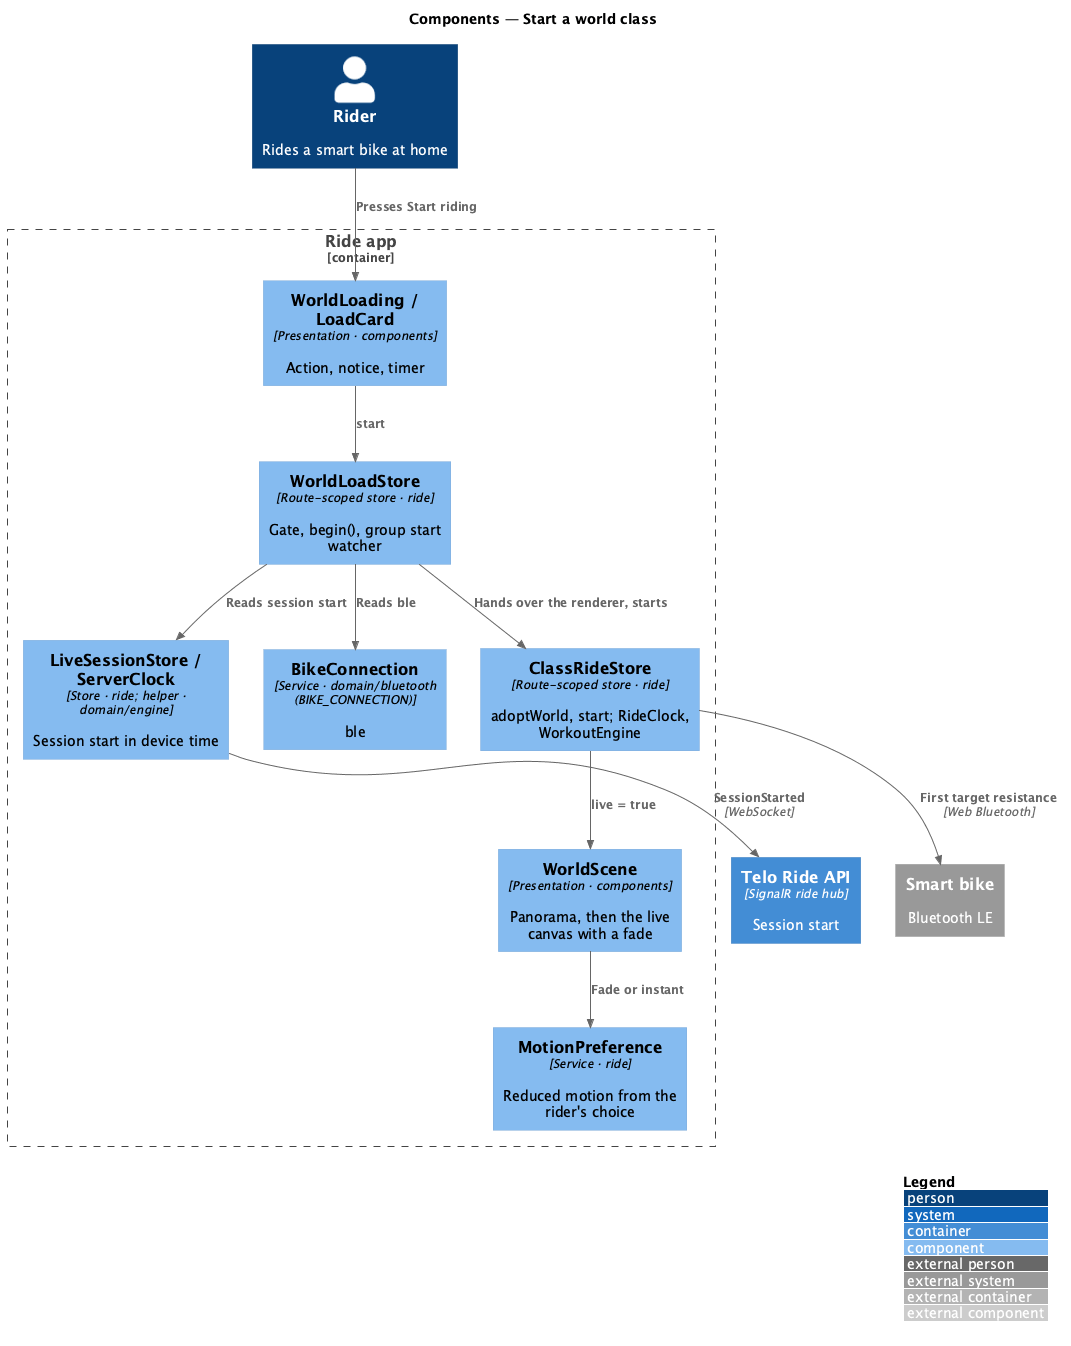 Components — Start a world class
Rider
Rides a smart bike at home
Presses Start riding
Ride app
[container]
WorldLoading /
LoadCard
[Presentation · components]
Action, notice, timer
start
WorldLoadStore
[Route-scoped store · ride]
Gate, begin(), group start
watcher
Reads session start
Reads ble
Hands over the renderer, starts
LiveSessionStore /
ServerClock
[Store · ride; helper ·
domain/engine]
Session start in device time
BikeConnection
[Service · domain/bluetooth
(BIKE_CONNECTION)]
ble
ClassRideStore
[Route-scoped store · ride]
adoptWorld, start; RideClock,
WorkoutEngine
live = true
SessionStarted
[WebSocket]
First target resistance
[Web Bluetooth]
WorldScene
[Presentation · components]
Panorama, then the live
canvas with a fade
Telo Ride API
[SignalR ride hub]
Session start
Smart bike
Bluetooth LE
Fade or instant
MotionPreference
[Service · ride]
Reduced motion from the
rider's choice
Legend
person
system
container
component
external person
external system
external container
external component